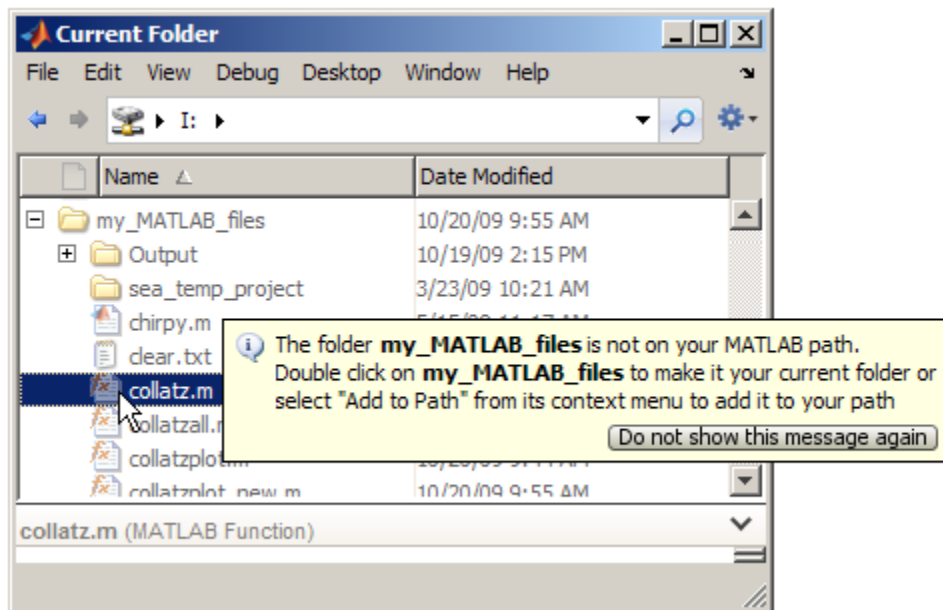 Current Folder
File Edit View Debug Desktop Window Help
I:
Name Date Modified
my_MATLAB_files 10/20/09 9:55 AM
Output 10/19/09 2:15 PM
sea_temp_project 3/23/09 10:21 AM
chirpy.m
clear.txt
collatz.m
collatzall.
collatzplot.m
collatzplot_new.m 10/20/09 9:55 AM
The folder my_MATLAB_files is not on your MATLAB path.
Double click on my_MATLAB_files to make it your current folder or
select "Add to Path" from its context menu to add it to your path
Do not show this message again
collatz.m (MATLAB Function)